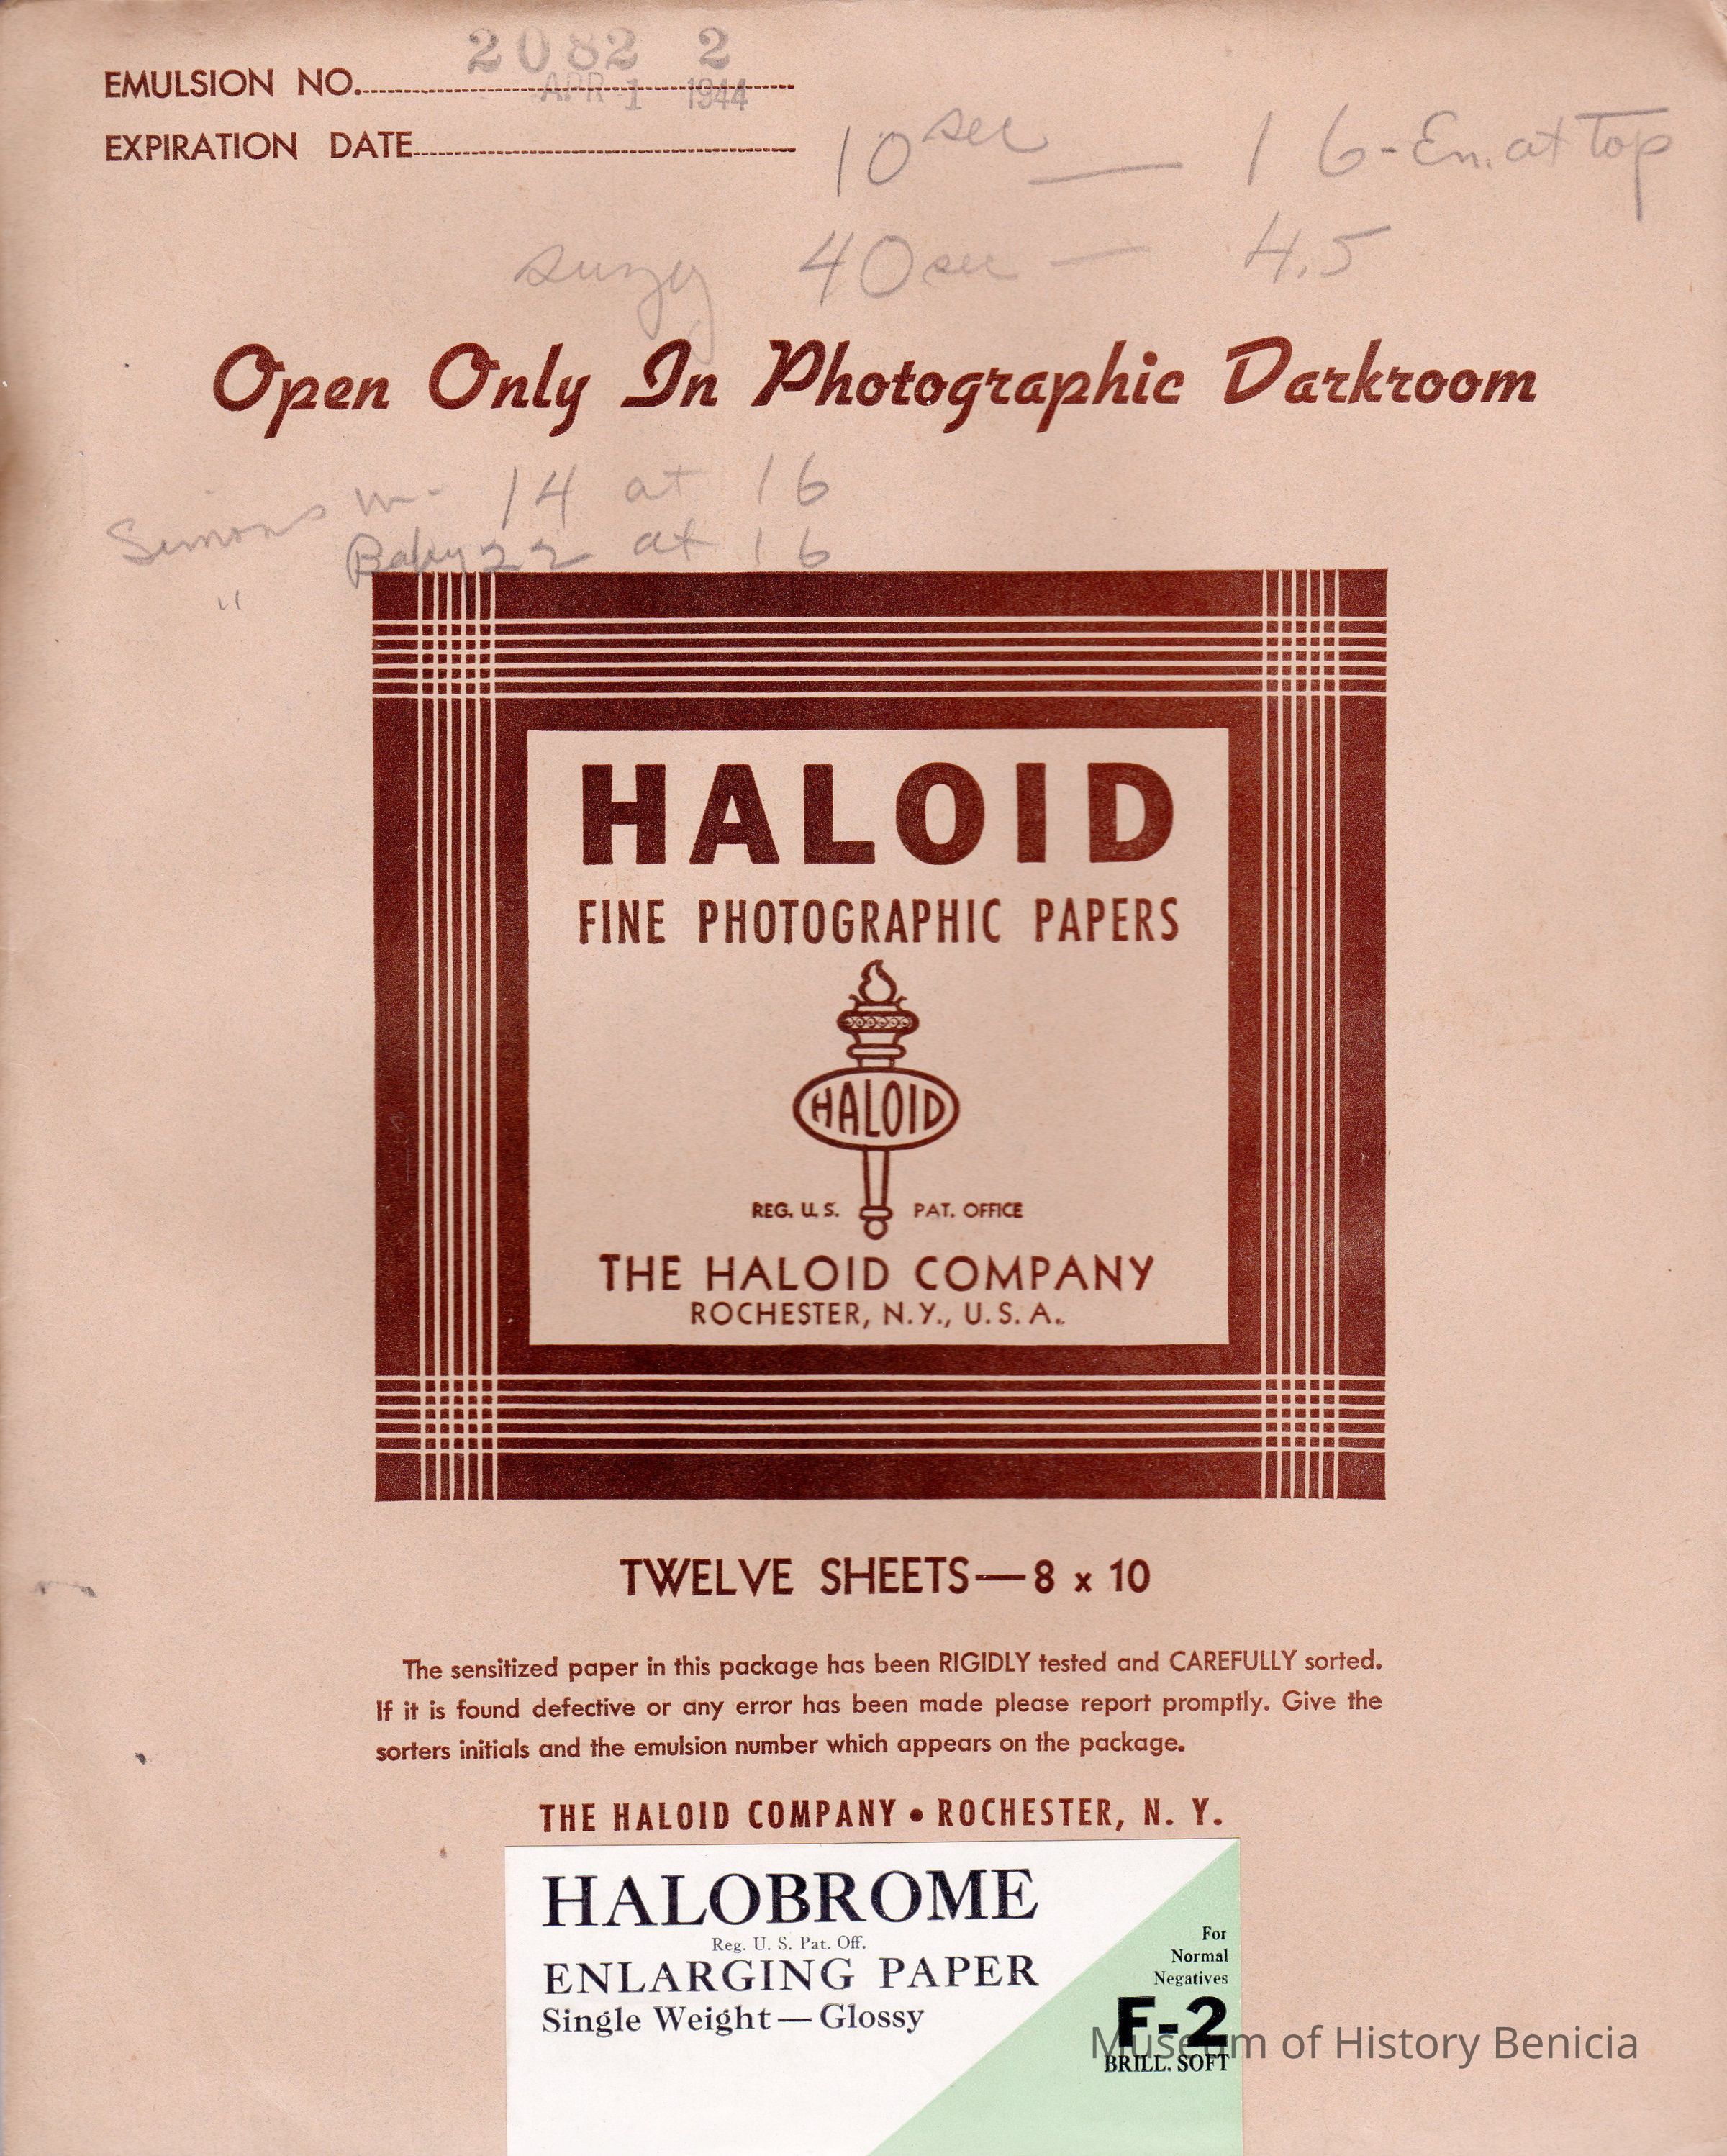 2082 2
EMULSION NO.
APR 1 1944
EXPIRATION DATE
10 sec — 16-En. at Top
suzy 40 sec — 4.5
Open Only In Photographic Darkroom
Simons m- 14 at 16
" Baby 22 at 16
HALOID
FINE PHOTOGRAPHIC PAPERS
HALOID
REG. U. S. PAT. OFFICE
THE HALOID COMPANY
ROCHESTER, N. Y., U. S. A.
TWELVE SHEETS—8 x 10
The sensitized paper in this package has been RIGIDLY tested and CAREFULLY sorted.
If it is found defective or any error has been made please report promptly. Give the
sorters initials and the emulsion number which appears on the package.
THE HALOID COMPANY • ROCHESTER, N. Y.
HALOBROME
Reg. U. S. Pat. Off.
ENLARGING PAPER
Single Weight — Glossy
For
Normal
Negatives
F-2
BRILL. SOFT
Museum of History Benicia